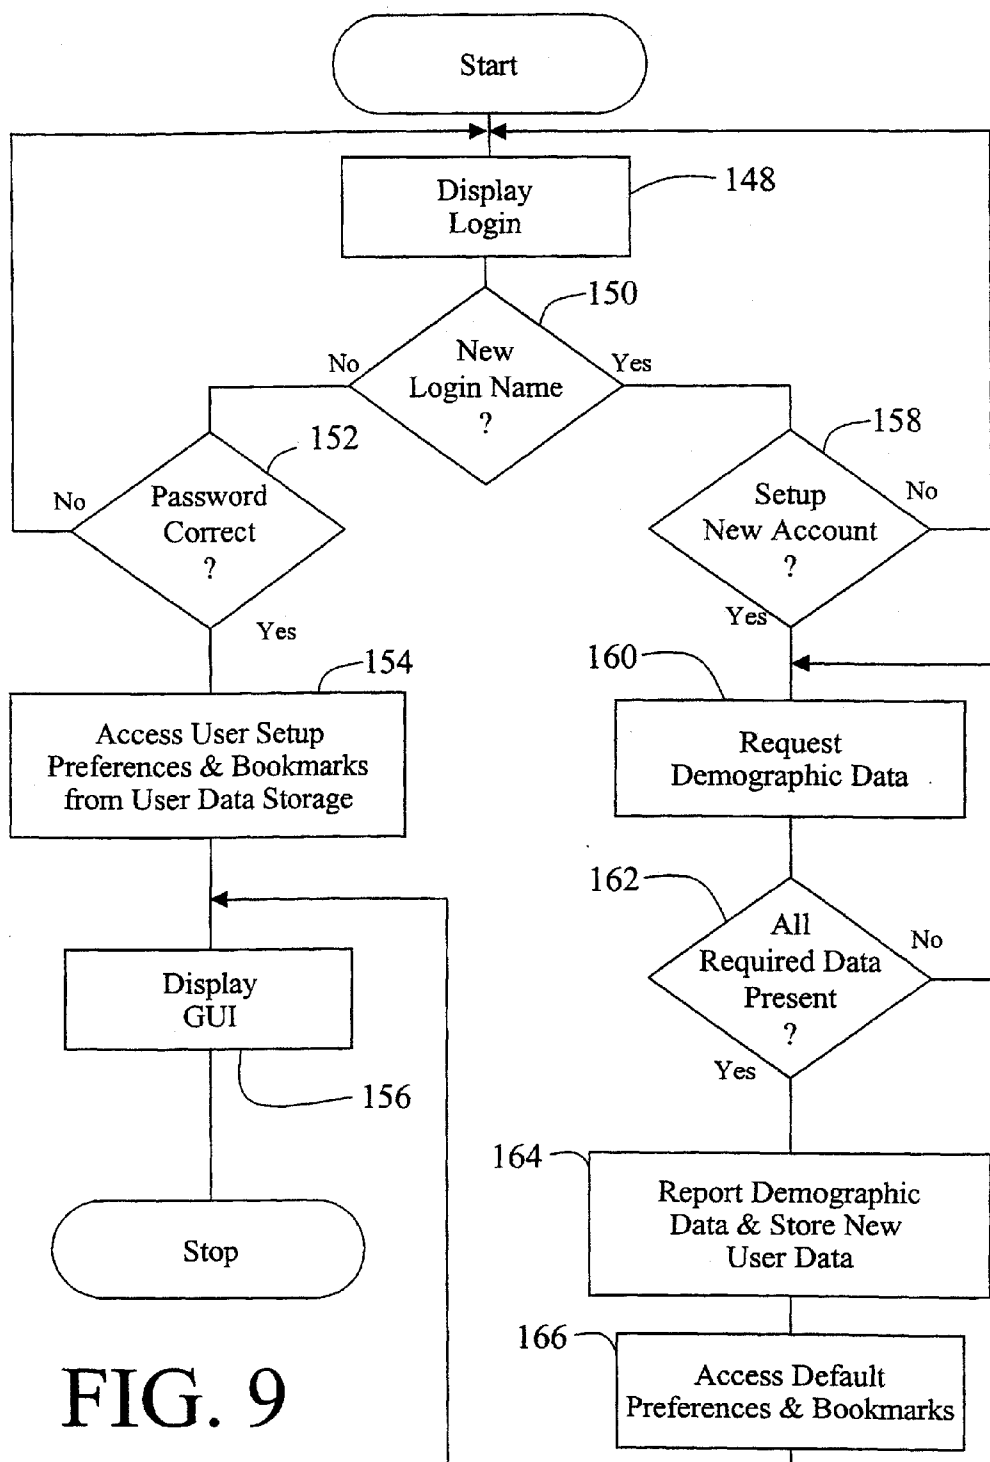 Start
Display
Login
148
New
Login Name
?
150
No
Yes
Password
Correct
?
152
No
Yes
Setup
New Account
?
158
No
Yes
Access User Setup
Preferences & Bookmarks
from User Data Storage
154
Request
Demographic Data
160
Display
GUI
156
All
Required Data
Present
?
162
No
Yes
Stop
Report Demographic
Data & Store New
User Data
164
Access Default
Preferences & Bookmarks
166
FIG. 9